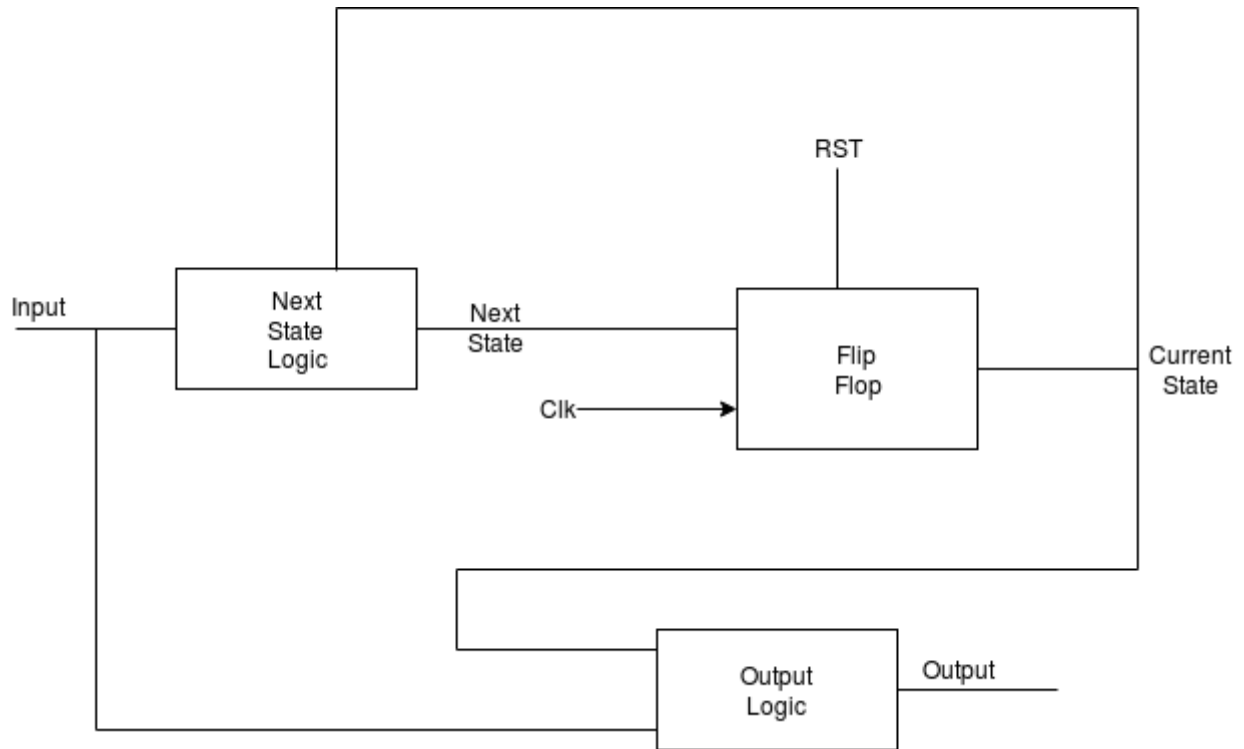 RST
Input
Next
State
Logic
Next
State
Flip
Flop
Current
State
Clk
Output
Logic
Output